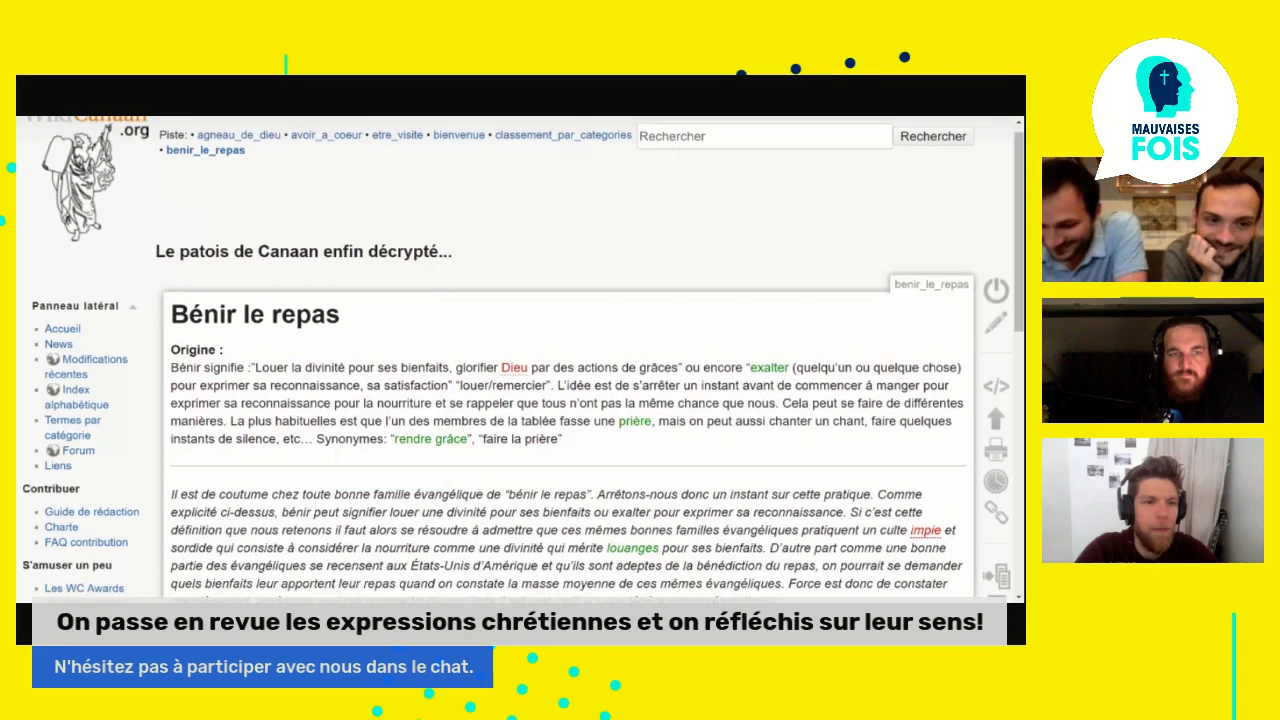 MAUVAISES
FOIS
WikiCanaan
.org
Piste: • agneau_de_dieu • avoir_a_coeur • etre_visite • bienvenue • classement_par_categories
• benir_le_repas
Rechercher
Rechercher
Le patois de Canaan enfin décrypté...
benir_le_repas
Panneau latéral
Accueil
News
Modifications
récentes
Index
alphabétique
Termes par
catégorie
Forum
Liens
Contribuer
Guide de rédaction
Charte
FAQ contribution
S'amuser un peu
Les WC Awards
Bénir le repas
Origine :
Bénir signifie :"Louer la divinité pour ses bienfaits, glorifier Dieu par des actions de grâces" ou encore "exalter (quelqu'un ou quelque chose)
pour exprimer sa reconnaissance, sa satisfaction" "louer/remercier". L'idée est de s'arrêter un instant avant de commencer à manger pour
exprimer sa reconnaissance pour la nourriture et se rappeler que tous n'ont pas la même chance que nous. Cela peut se faire de différentes
manières. La plus habituelles est que l'un des membres de la tablée fasse une prière, mais on peut aussi chanter un chant, faire quelques
instants de silence, etc… Synonymes: "rendre grâce", "faire la prière"
Il est de coutume chez toute bonne famille évangélique de "bénir le repas". Arrêtons-nous donc un instant sur cette pratique. Comme
explicité ci-dessus, bénir peut signifier louer une divinité pour ses bienfaits ou exalter pour exprimer sa reconnaissance. Si c'est cette
définition que nous retenons il faut alors se résoudre à admettre que ces mêmes bonnes familles évangéliques pratiquent un culte impie et
sordide qui consiste à considérer la nourriture comme une divinité qui mérite louanges pour ses bienfaits. D'autre part comme une bonne
partie des évangéliques se recensent aux États-Unis d'Amérique et qu'ils sont adeptes de la bénédiction du repas, on pourrait se demander
quels bienfaits leur apportent leur repas quand on constate la masse moyenne de ces mêmes évangéliques. Force est donc de constater
On passe en revue les expressions chrétiennes et on réfléchis sur leur sens!
N'hésitez pas à participer avec nous dans le chat.